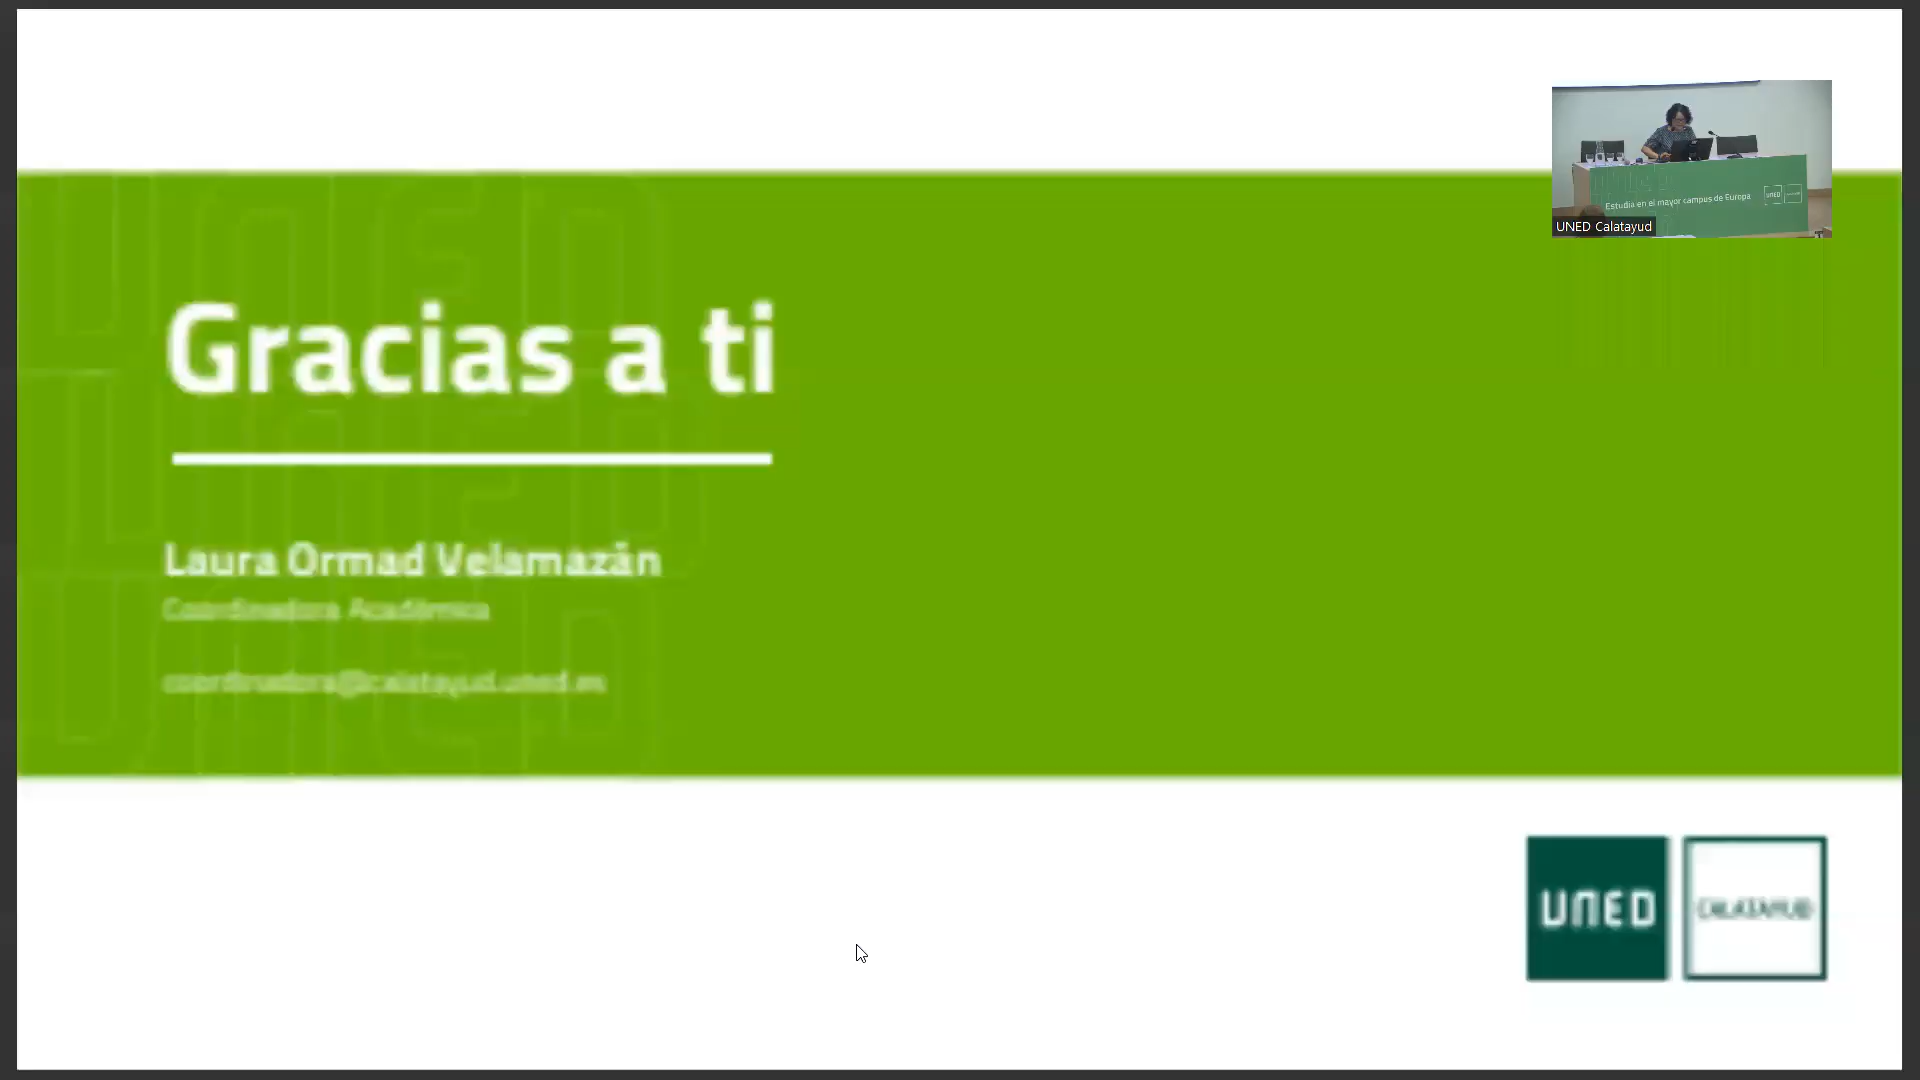 Estudia en el mayor campus de Europa
UNED
UNED Calatayud
Gracias a ti
Laura Ormad Velamazán
Coordinadora Académica
coordinadora@calatayud.uned.es
UNED
CALATAYUD